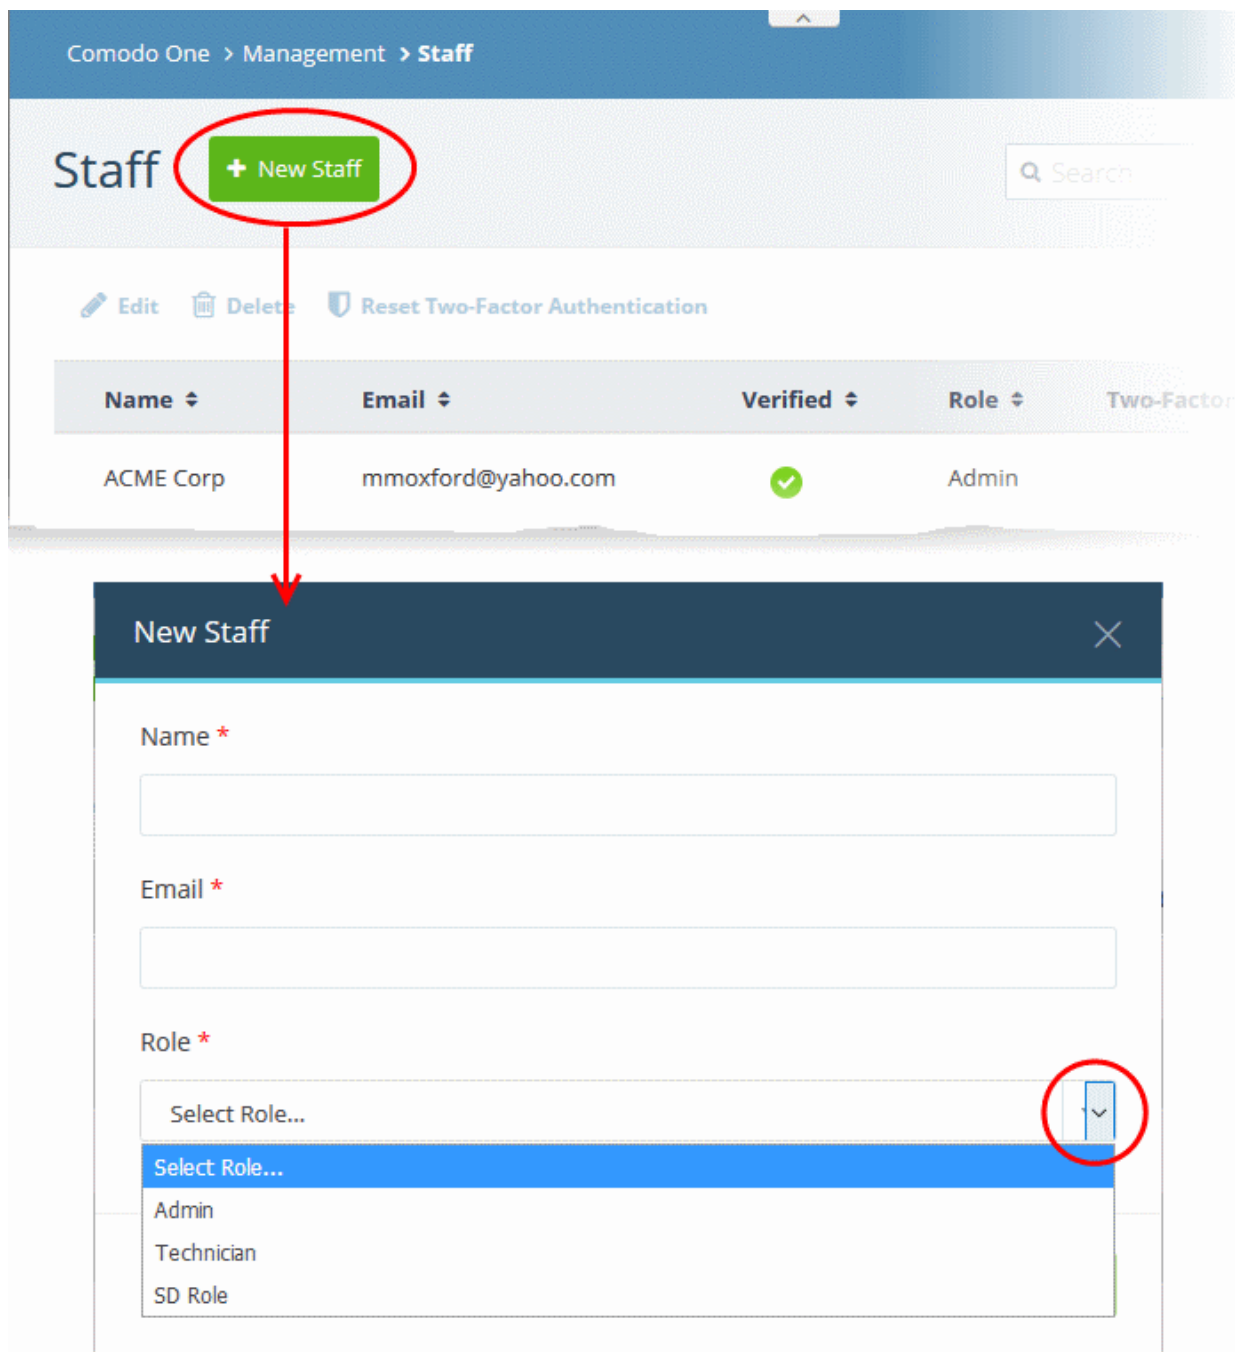 Comodo One > Management > Staff
Staff + New Staff Search
Edit Delete Reset Two-Factor Authentication
Name Email Verified Role Two-Factor
ACME Corp mmoxford@yahoo.com Admin
New Staff
Name *
Email *
Role *
Select Role...
Select Role...
Admin
Technician
SD Role